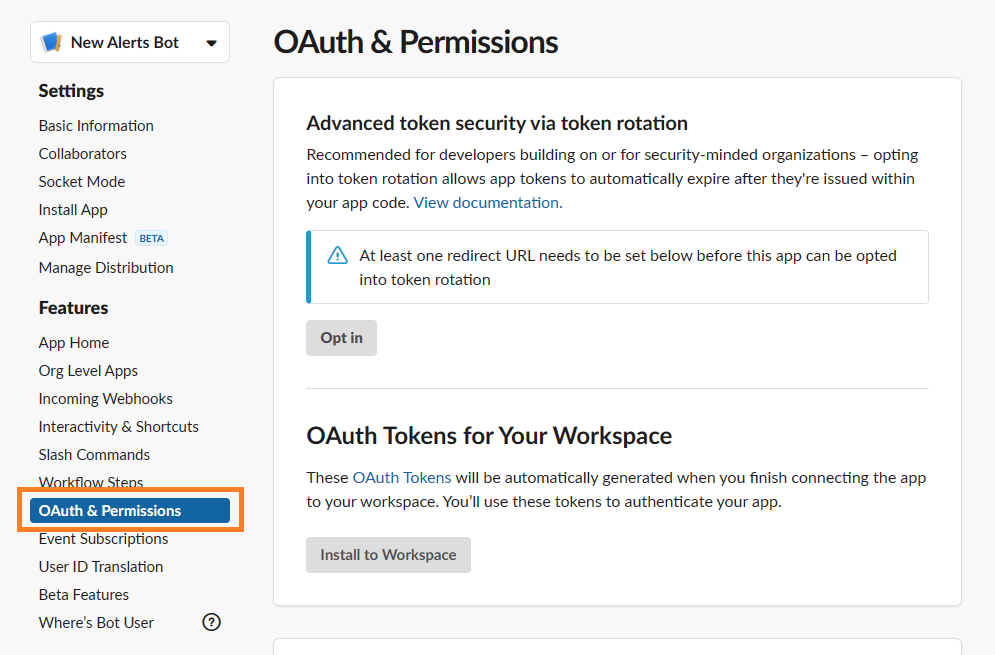 New Alerts Bot
Settings
Basic Information
Collaborators
Socket Mode
Install App
App Manifest BETA
Manage Distribution
Features
App Home
Org Level Apps
Incoming Webhooks
Interactivity & Shortcuts
Slash Commands
Workflow Steps
OAuth & Permissions
Event Subscriptions
User ID Translation
Beta Features
Where's Bot User ?
OAuth & Permissions
Advanced token security via token rotation
Recommended for developers building on or for security-minded organizations – opting
into token rotation allows app tokens to automatically expire after they're issued within
your app code. View documentation.
At least one redirect URL needs to be set below before this app can be opted
into token rotation
Opt in
OAuth Tokens for Your Workspace
These OAuth Tokens will be automatically generated when you finish connecting the app
to your workspace. You’ll use these tokens to authenticate your app.
Install to Workspace